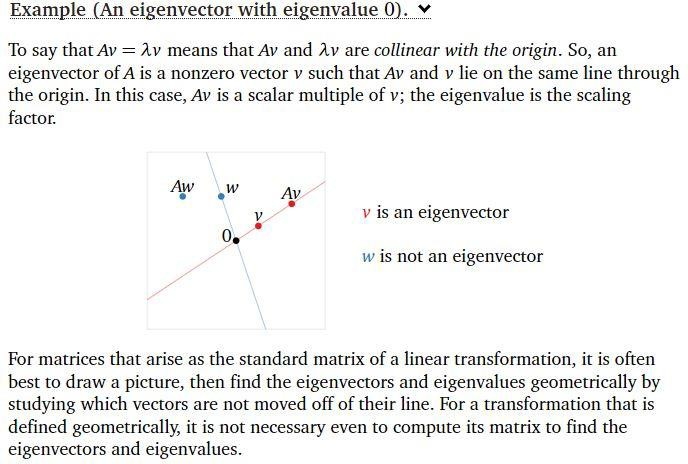 Example (An eigenvector with eigenvalue 0).
To say that Av = λv means that Av and λv are collinear with the origin. So, an
eigenvector of A is a nonzero vector v such that Av and v lie on the same line through
the origin. In this case, Av is a scalar multiple of v; the eigenvalue is the scaling
factor.
Aw w Av
v
0
v is an eigenvector
w is not an eigenvector
For matrices that arise as the standard matrix of a linear transformation, it is often
best to draw a picture, then find the eigenvectors and eigenvalues geometrically by
studying which vectors are not moved off of their line. For a transformation that is
defined geometrically, it is not necessary even to compute its matrix to find the
eigenvectors and eigenvalues.